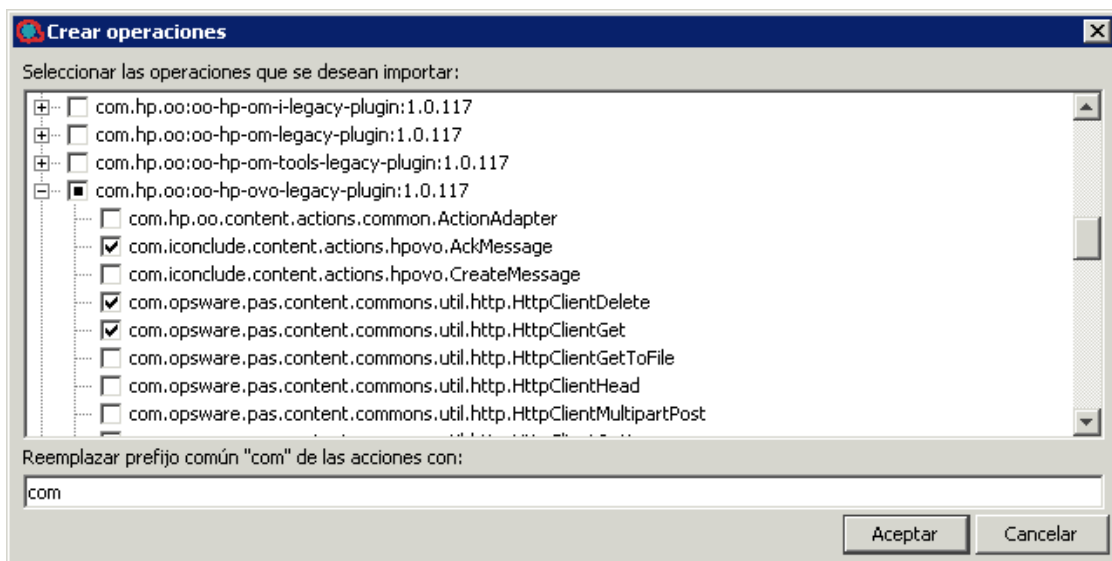 Crear operaciones
Seleccionar las operaciones que se desean importar:
com.hp.oo:oo-hp-om-i-legacy-plugin:1.0.117
com.hp.oo:oo-hp-om-legacy-plugin:1.0.117
com.hp.oo:oo-hp-om-tools-legacy-plugin:1.0.117
com.hp.oo:oo-hp-ovo-legacy-plugin:1.0.117
com.hp.oo.content.actions.common.ActionAdapter
com.iconclude.content.actions.hpovo.AckMessage
com.iconclude.content.actions.hpovo.CreateMessage
com.opsware.pas.content.commons.util.http.HttpClientDelete
com.opsware.pas.content.commons.util.http.HttpClientGet
com.opsware.pas.content.commons.util.http.HttpClientGetToFile
com.opsware.pas.content.commons.util.http.HttpClientHead
com.opsware.pas.content.commons.util.http.HttpClientMultipartPost
Reemplazar prefijo común "com" de las acciones con:
com
Aceptar Cancelar